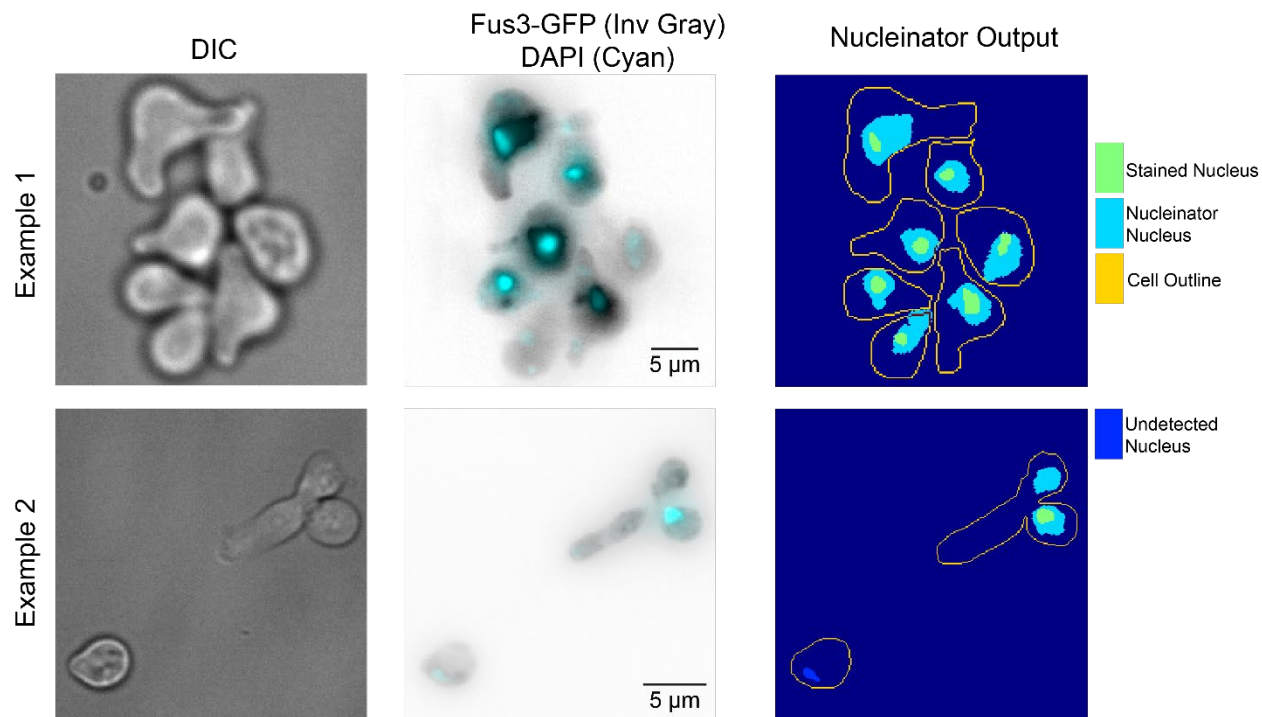 DIC
Fus3-GFP (Inv Gray)
DAPI (Cyan)
Nucleinator Output
Example 1
5 µm
Stained Nucleus
Nucleinator
Nucleus
Cell Outline
Example 2
5 µm
Undetected
Nucleus